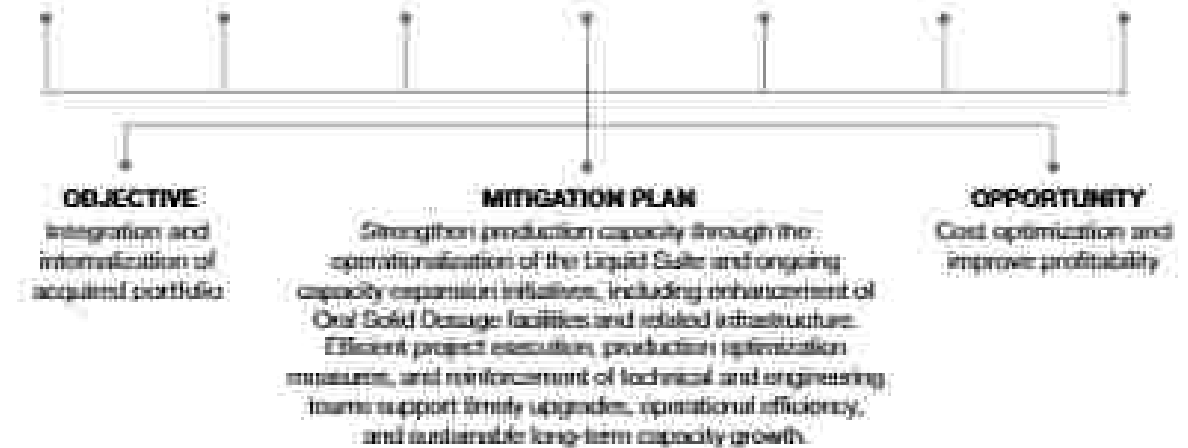 OBJECTIVE
Integration and
internalization of
acquired portfolio
MITIGATION PLAN
Strengthen production capacity through the
operationalisation of the Liquid Suite and ongoing
capacity expansion initiatives, including enhancement of
Oral Solid Dosage facilities and related infrastructure.
Efficient project execution, production optimization
measures, and reinforcement of technical and engineering
teams support timely upgrades, operational efficiency,
and sustainable long-term capacity growth.
OPPORTUNITY
Cost optimization and
improve profitability